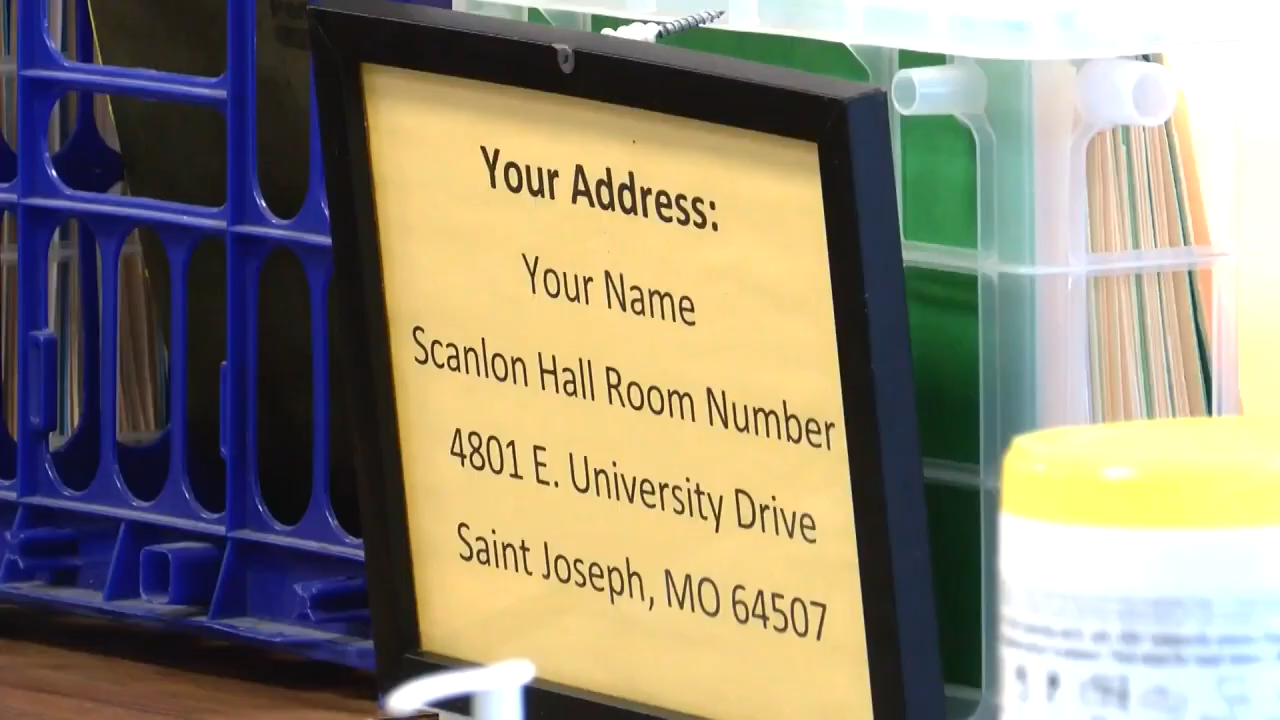 Your Address:
Your Name
Scanlon Hall Room Number
4801 E. University Drive
Saint Joseph, MO 64507